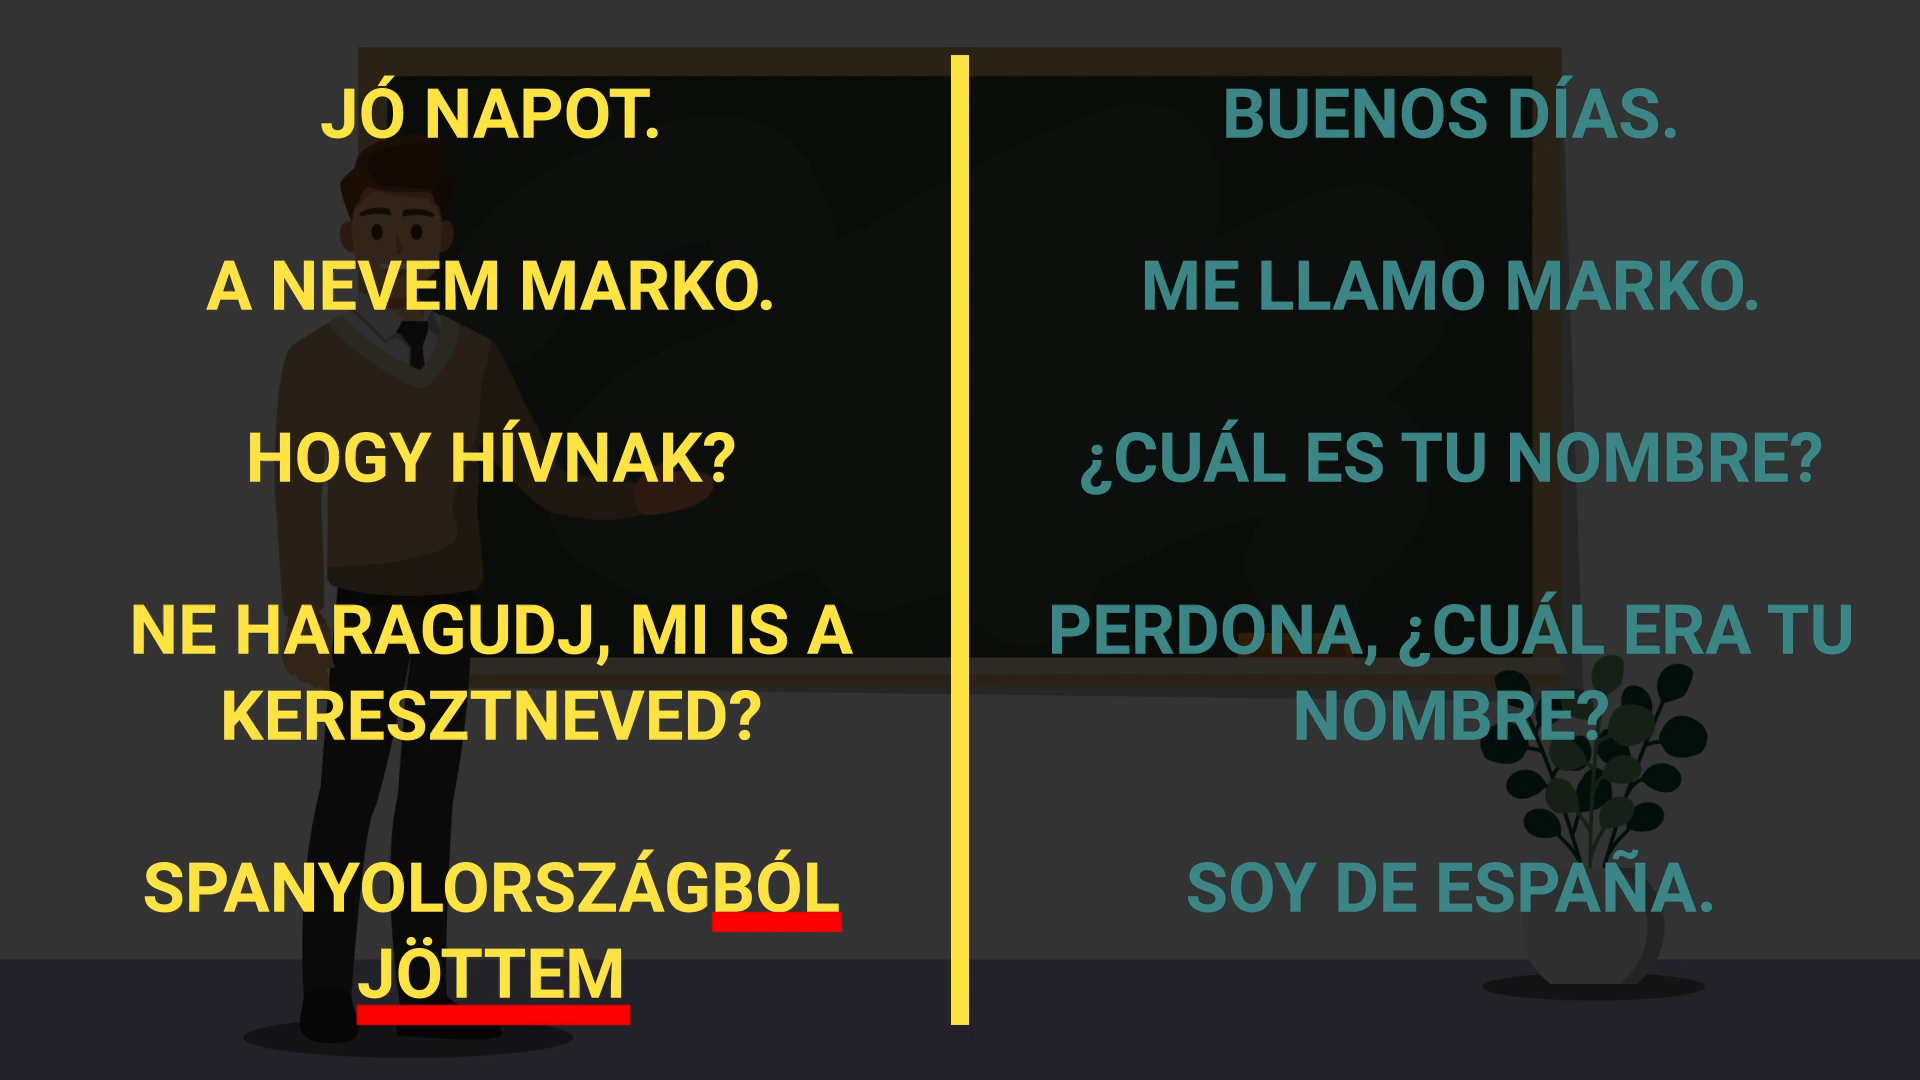 JÓ NAPOT.
A NEVEM MARKO.
HOGY HÍVNAK?
NE HARAGUDJ, MI IS A
KERESZTNEVED?
SPANYOLORSZÁGBÓL
JÖTTEM
BUENOS DÍAS.
ME LLAMO MARKO.
¿CUÁL ES TU NOMBRE?
PERDONA, ¿CUÁL ERA TU
NOMBRE?
SOY DE ESPAÑA.